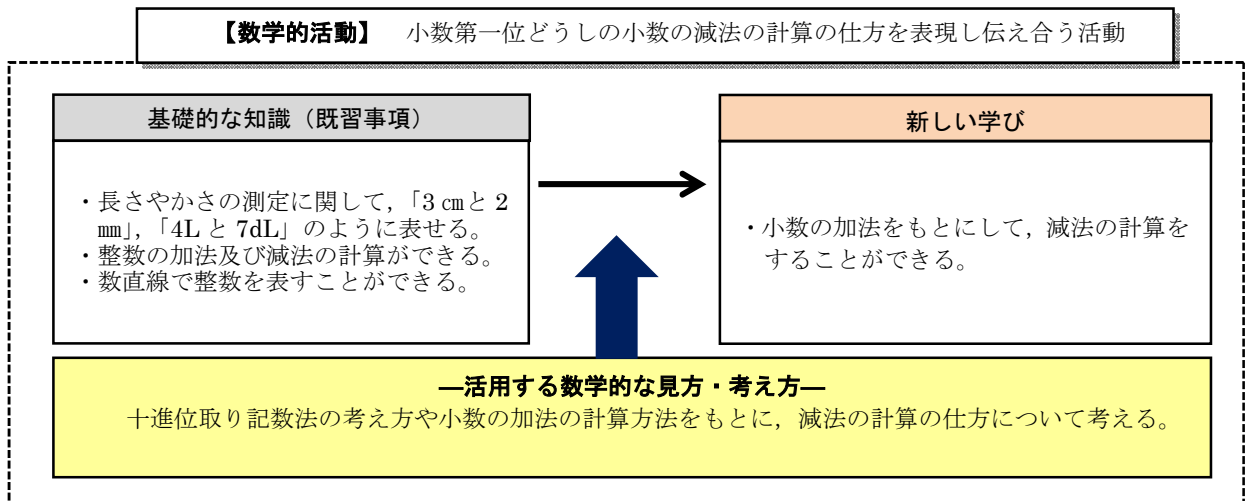 【数学的活動】 小数第一位どうしの小数の減法の計算の仕方を表現し伝え合う活動
基礎的な知識（既習事項）
・長さやかさの測定に関して，「3 ㎝と 2
㎜」，「4L と 7dL」のように表せる。
・整数の加法及び減法の計算ができる。
・数直線で整数を表すことができる。
新しい学び
・小数の加法をもとにして，減法の計算を
することができる。
―活用する数学的な見方・考え方―
十進位取り記数法の考え方や小数の加法の計算方法をもとに，減法の計算の仕方について考える。